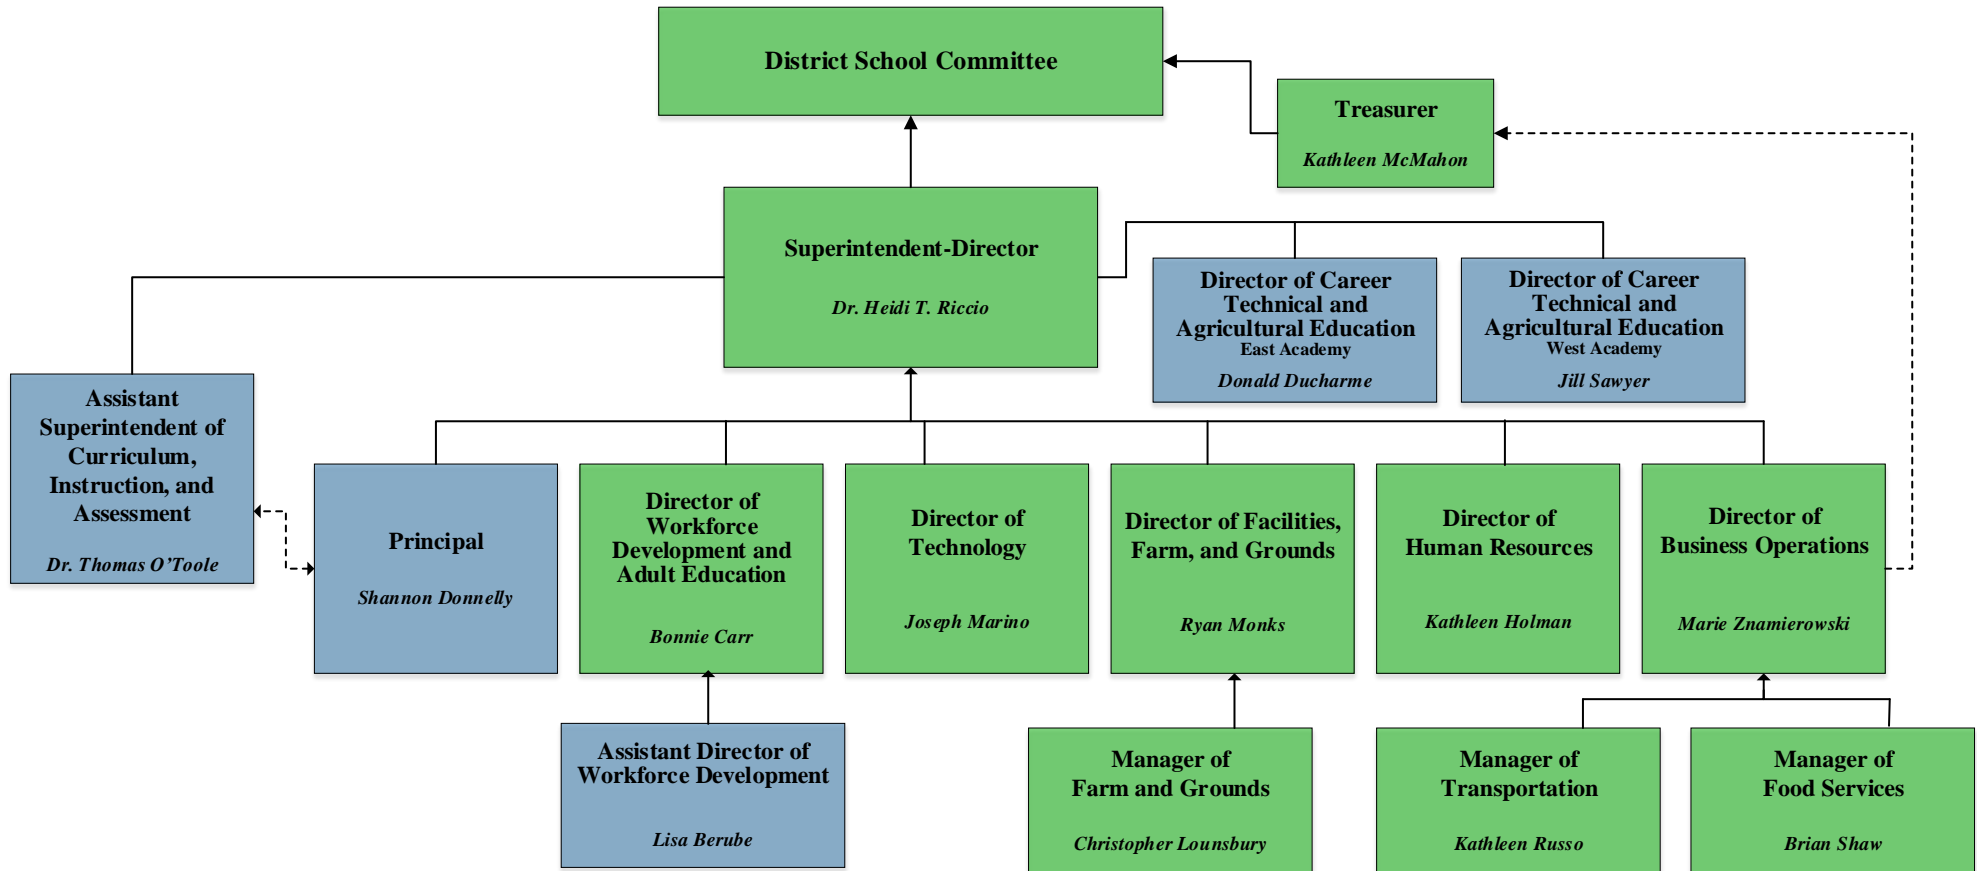 District School Committee
Treasurer
Kathleen McMahon
Superintendent-Director
Dr. Heidi T. Riccio
Director of Career
Technical and
Agricultural Education
East Academy
Donald Ducharme
Director of Career
Technical and
Agricultural Education
West Academy
Jill Sawyer
Assistant
Superintendent of
Curriculum,
Instruction, and
Assessment
Dr. Thomas O'Toole
Principal
Shannon Donnelly
Director of
Workforce
Development and
Adult Education
Bonnie Carr
Director of
Technology
Joseph Marino
Director of Facilities,
Farm, and Grounds
Ryan Monks
Director of
Human Resources
Kathleen Holman
Director of
Business Operations
Marie Znamierowski
Assistant Director of
Workforce Development
Lisa Berube
Manager of
Farm and Grounds
Christopher Lounsbury
Manager of
Transportation
Kathleen Russo
Manager of
Food Services
Brian Shaw